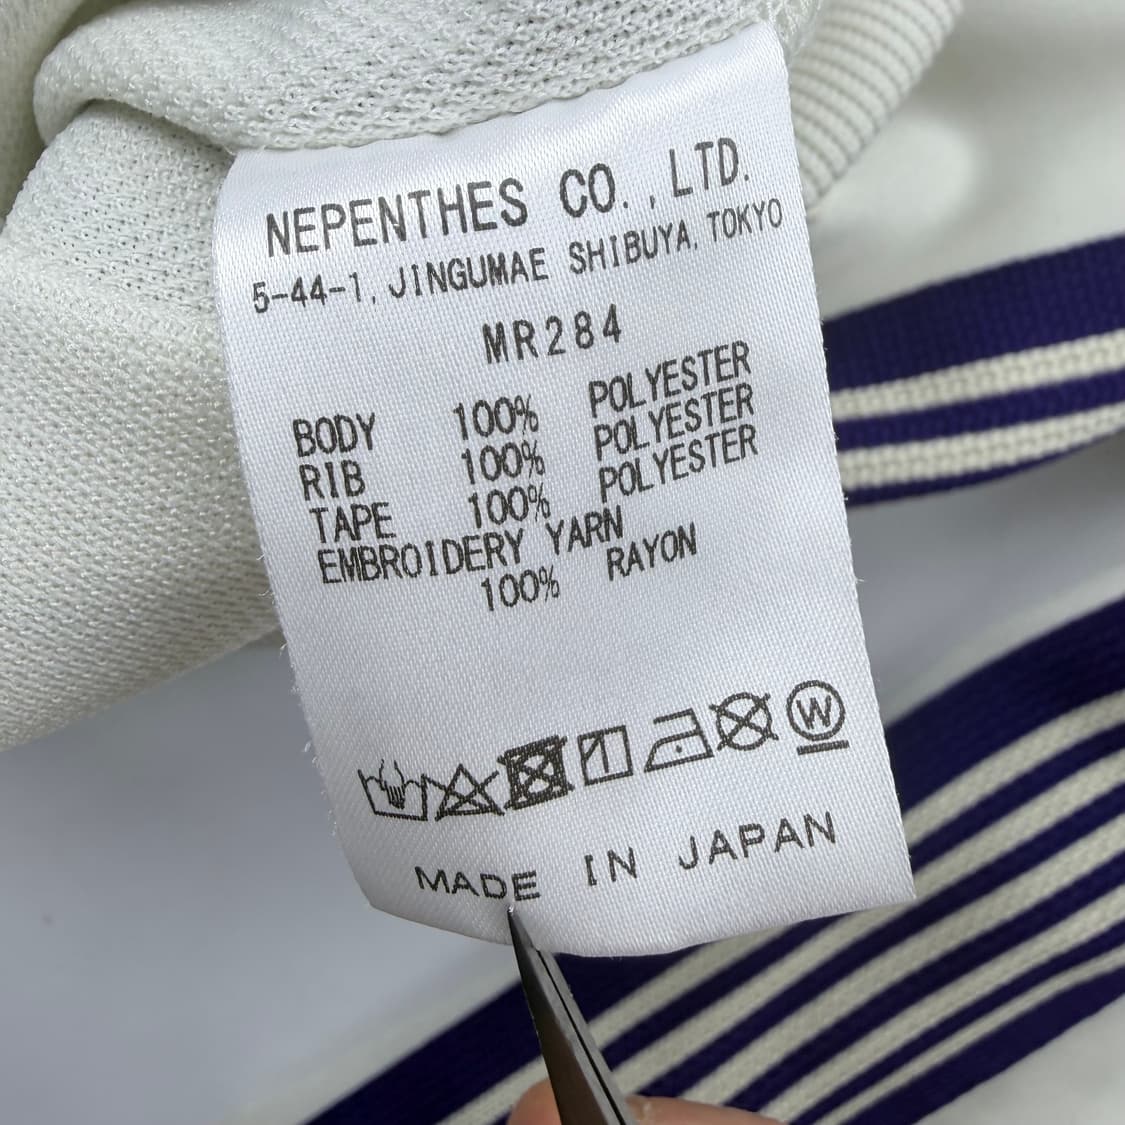 NEPENTHES CO.,LTD.
5-44-1, JINGUMAE SHIBUYA, TOKYO
MR284
BODY 100% POLYESTER
RIB 100% POLYESTER
TAPE 100% POLYESTER
EMBROIDERY YARN
100% RAYON
W
MADE IN JAPAN